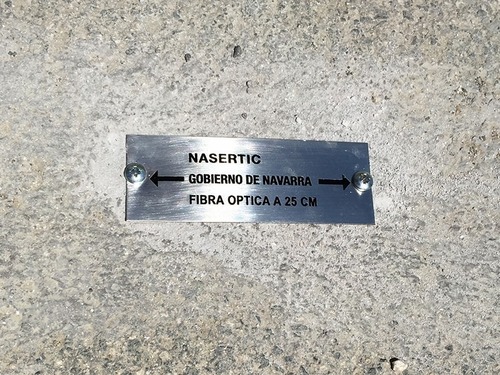 NASERTIC
GOBIERNO DE NAVARRA
FIBRA OPTICA A 25 CM